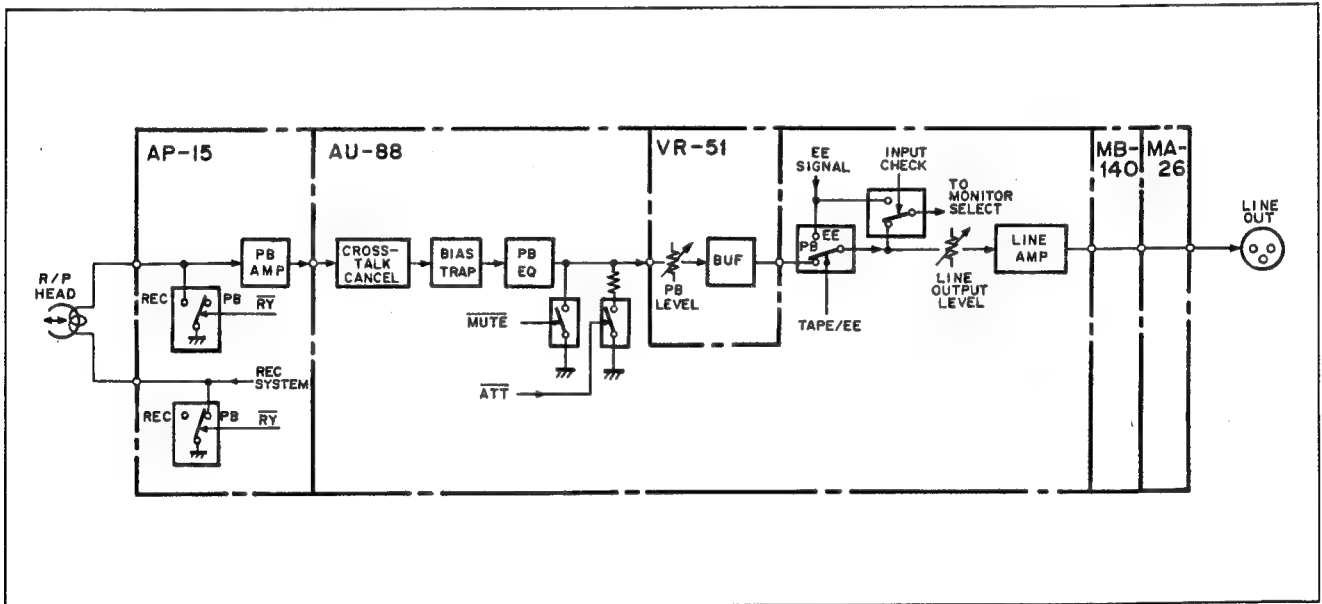 AP-15
AU-88
VR-51
MB-
140
MA-
26
EE
SIGNAL
INPUT
CHECK
TO
MONITOR
SELECT
LINE
OUT
R/P
HEAD
PB
AMP
CROSS-
TALK
CANCEL
BIAS
TRAP
PB
EQ
PB
LEVEL
BUF
EE
PB
TAPE/EE
LINE
OUTPUT
LEVEL
LINE
AMP
REC
PB
RY
MUTE
ATT
REC
SYSTEM
REC
PB
RY